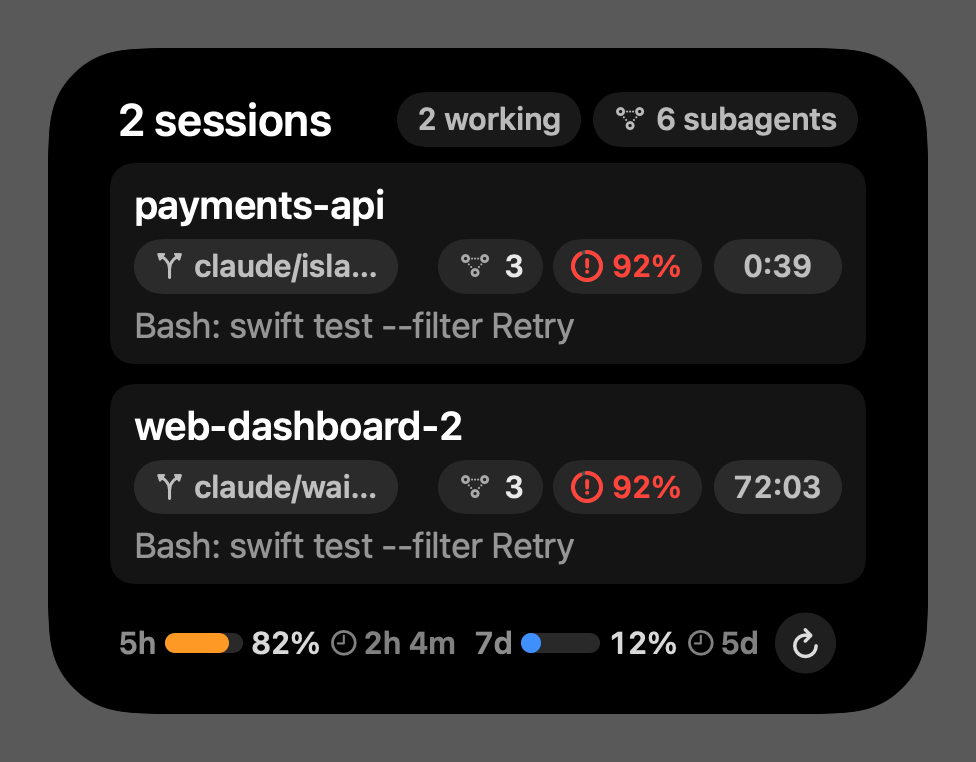 2 sessions 2 working 6 subagents
payments-api
claude/isla... 3 92% 0:39
Bash: swift test --filter Retry
web-dashboard-2
claude/wai... 3 92% 72:03
Bash: swift test --filter Retry
5h 82% 2h 4m 7d 12% 5d